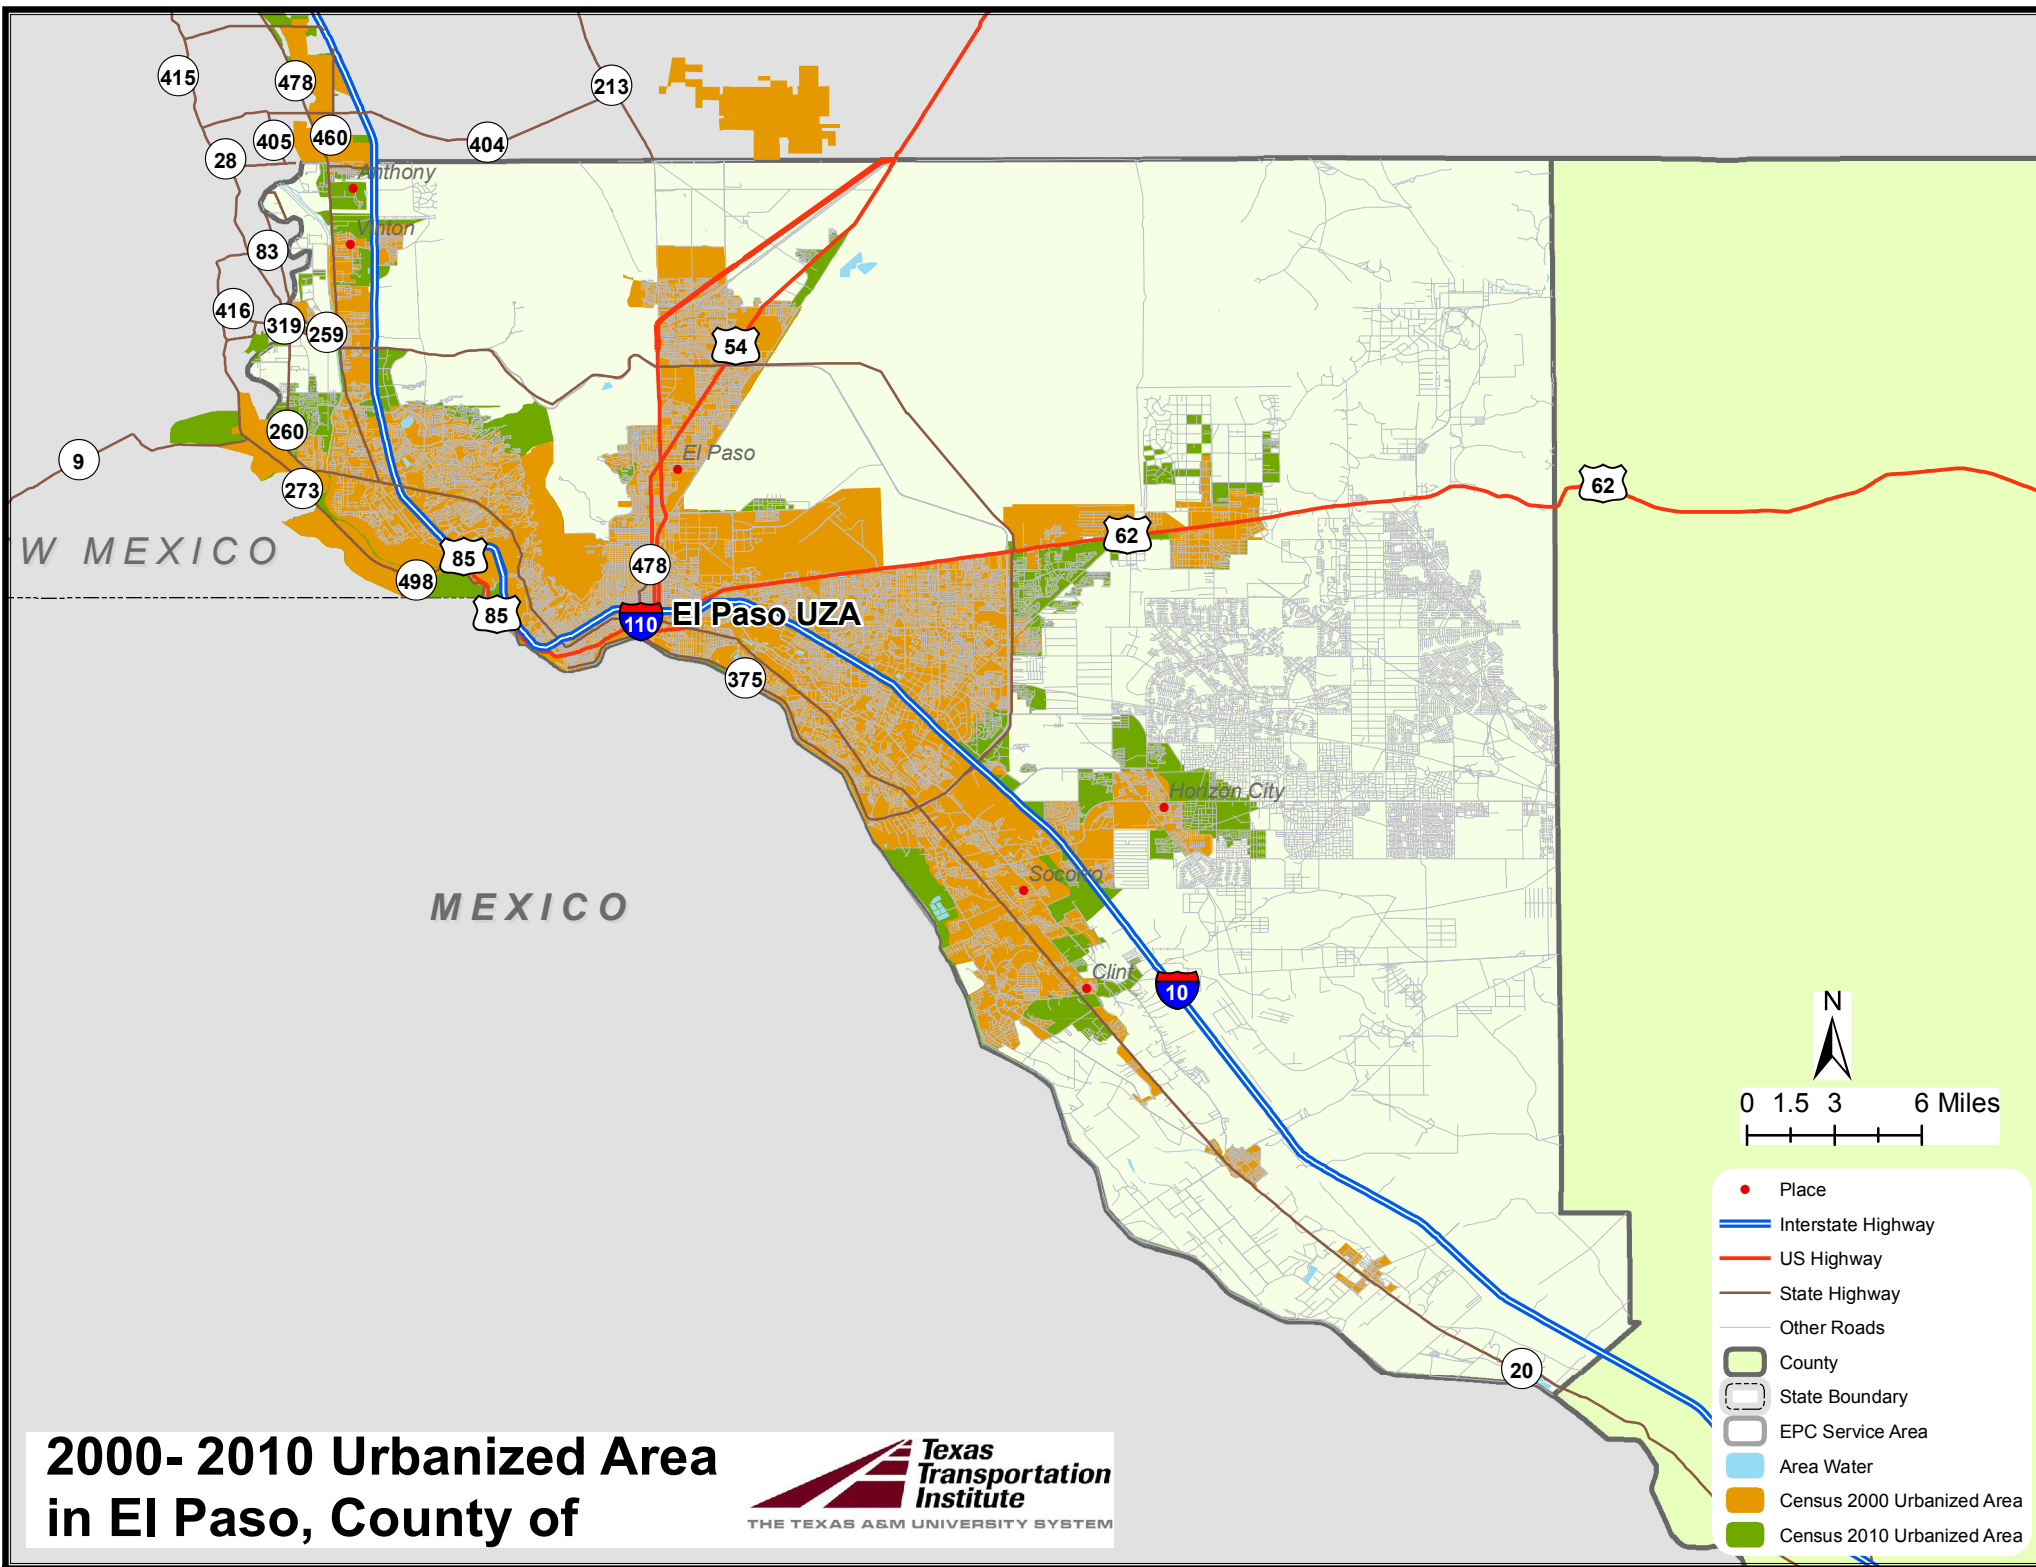 415
478
213
405
460
404
28
Anthony
83
Vinton
416
319
259
54
260
El Paso
9
273
62
62
W MEXICO
85
478
498
85
110
El Paso UZA
375
Horizon City
Socorro
MEXICO
Clint
10
N
0 1.5 3 6 Miles
Place
Interstate Highway
US Highway
State Highway
Other Roads
20
County
State Boundary
EPC Service Area
Area Water
Census 2000 Urbanized Area
Census 2010 Urbanized Area
2000- 2010 Urbanized Area
in El Paso, County of
Texas
Transportation
Institute
THE TEXAS A&M UNIVERSITY SYSTEM